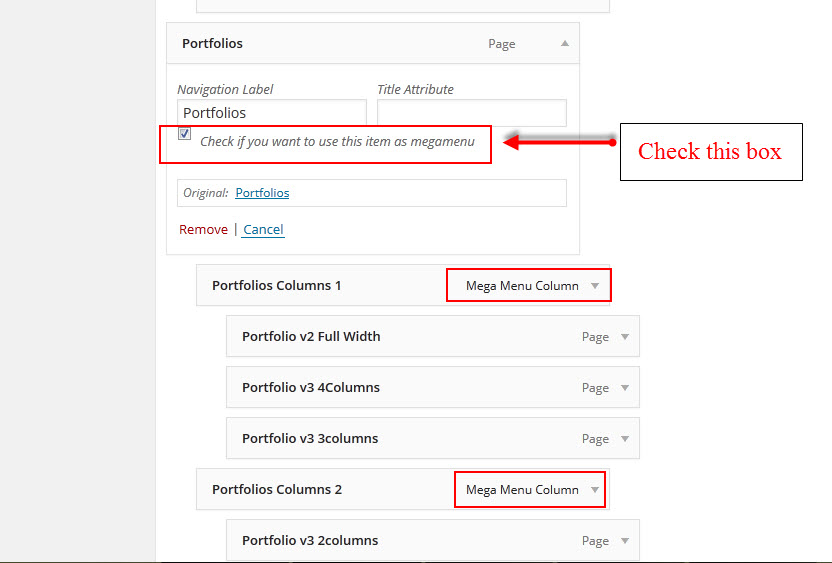 Portfolios Page
Navigation Label Title Attribute
Portfolios
Check if you want to use this item as megamenu
Check this box
Original: Portfolios
Remove | Cancel
Portfolios Columns 1 Mega Menu Column
Portfolio v2 Full Width Page
Portfolio v3 4Columns Page
Portfolio v3 3columns Page
Portfolios Columns 2 Mega Menu Column
Portfolio v3 2columns Page